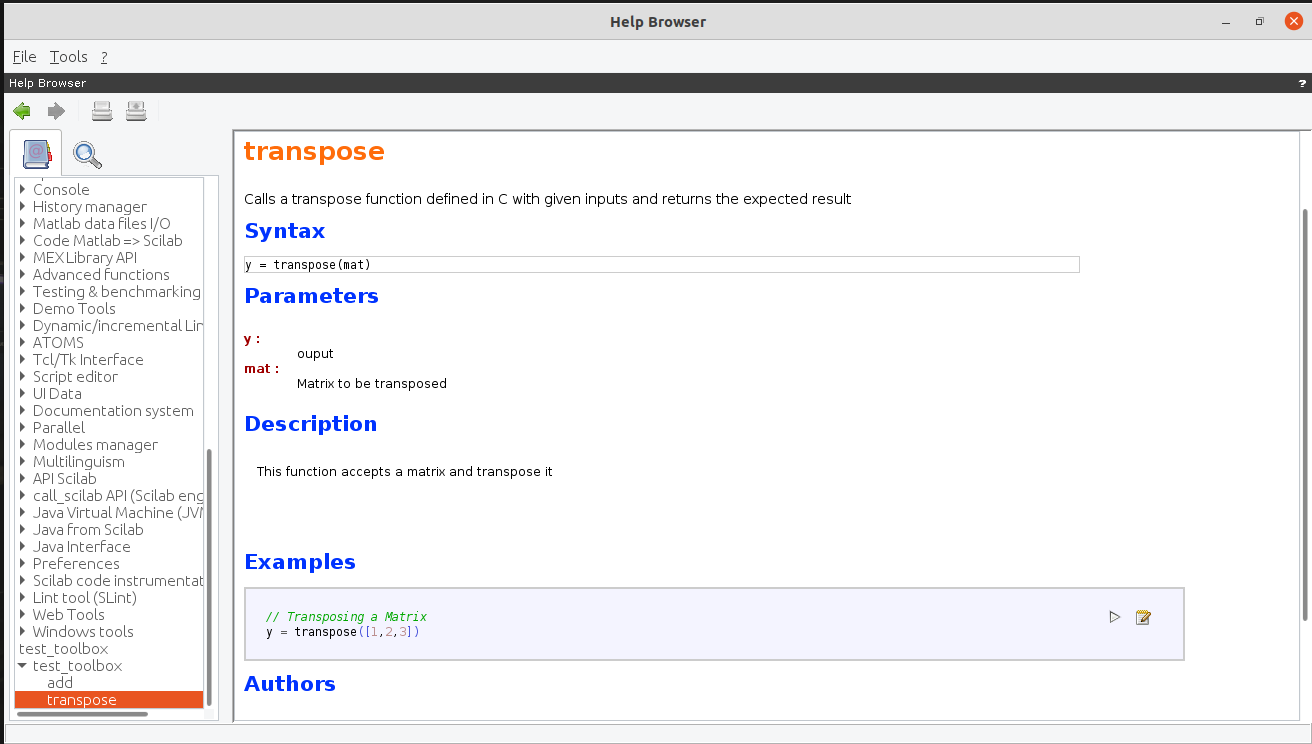 Help Browser
File Tools ?
Help Browser ?
Console
History manager
Matlab data files I/O
Code Matlab => Scilab
MEX Library API
Advanced functions
Testing & benchmarking
Demo Tools
Dynamic/incremental Lin
ATOMS
Tcl/Tk Interface
Script editor
UI Data
Documentation system
Parallel
Modules manager
Multilinguism
API Scilab
call_scilab API (Scilab eng
Java Virtual Machine (JVM
Java from Scilab
Java Interface
Preferences
Scilab code instrumentat
Lint tool (SLint)
Web Tools
Windows tools
test_toolbox
test_toolbox
add
transpose
transpose
Calls a transpose function defined in C with given inputs and returns the expected result
Syntax
y = transpose(mat)
Parameters
y :
ouput
mat :
Matrix to be transposed
Description
This function accepts a matrix and transpose it
Examples
// Transposing a Matrix
y = transpose([1,2,3])
Authors